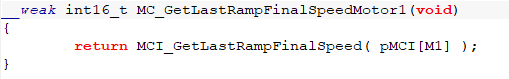 __weak int16_t MC_GetLastRampFinalSpeedMotor1(void)
{
return MCI_GetLastRampFinalSpeed( pMCI[M1] );
}